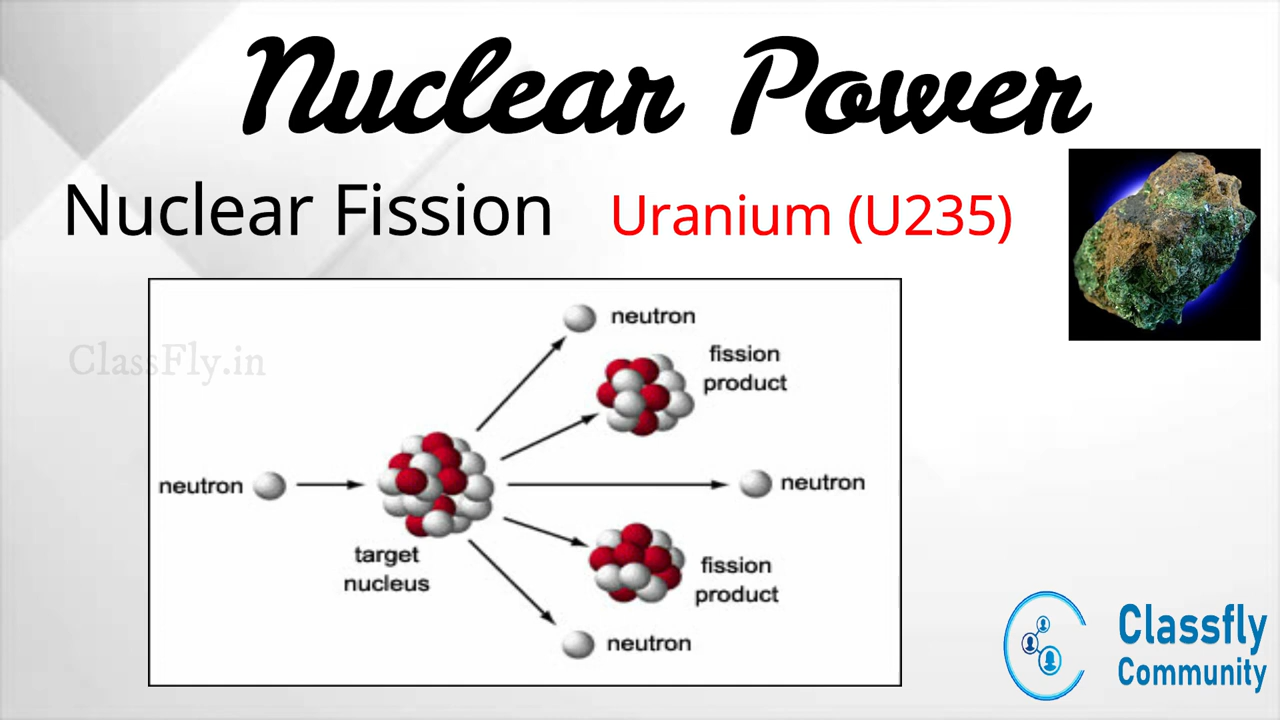 Nuclear Power
Nuclear Fission
Uranium (U235)
ClassFly.in
neutron
fission
product
neutron
neutron
target
nucleus
fission
product
neutron
Classfly
Community